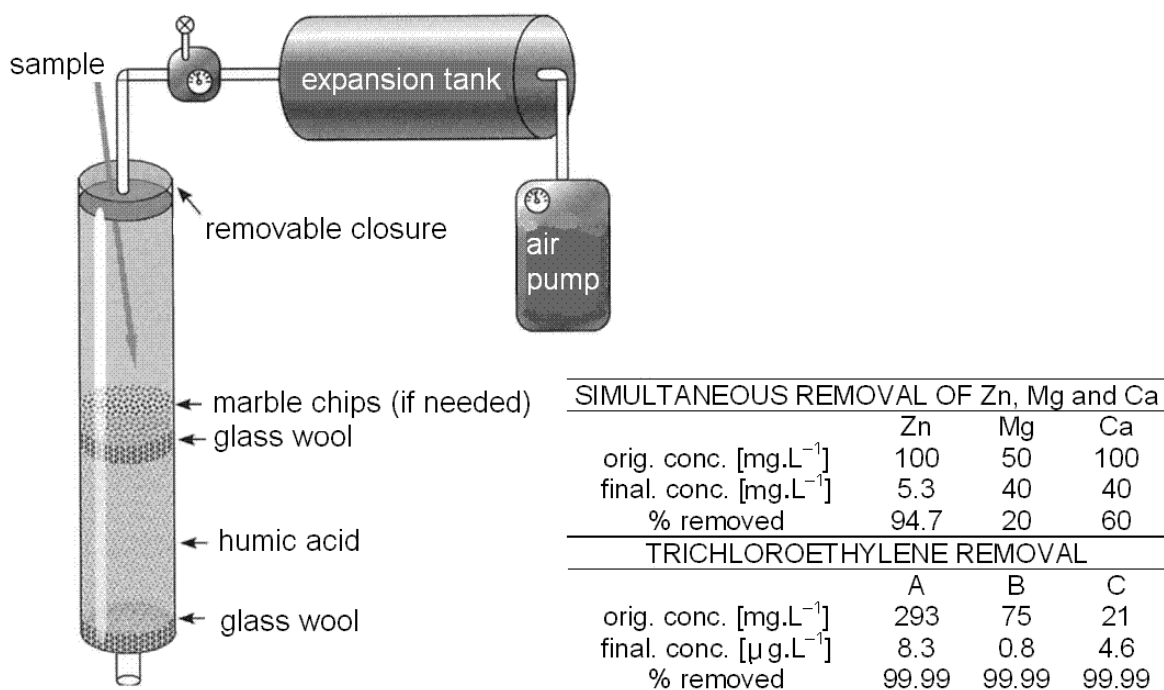 sample
expansion tank
removable closure
air
pump
marble chips (if needed)
glass wool
humic acid
glass wool
SIMULTANEOUS REMOVAL OF Zn, Mg and Ca
Zn Mg Ca
orig. conc. [mg.L⁻¹] 100 50 100
final. conc. [mg.L⁻¹] 5.3 40 40
% removed 94.7 20 60
TRICHLOROETHYLENE REMOVAL
A B C
orig. conc. [mg.L⁻¹] 293 75 21
final. conc. [µg.L⁻¹] 8.3 0.8 4.6
% removed 99.99 99.99 99.99